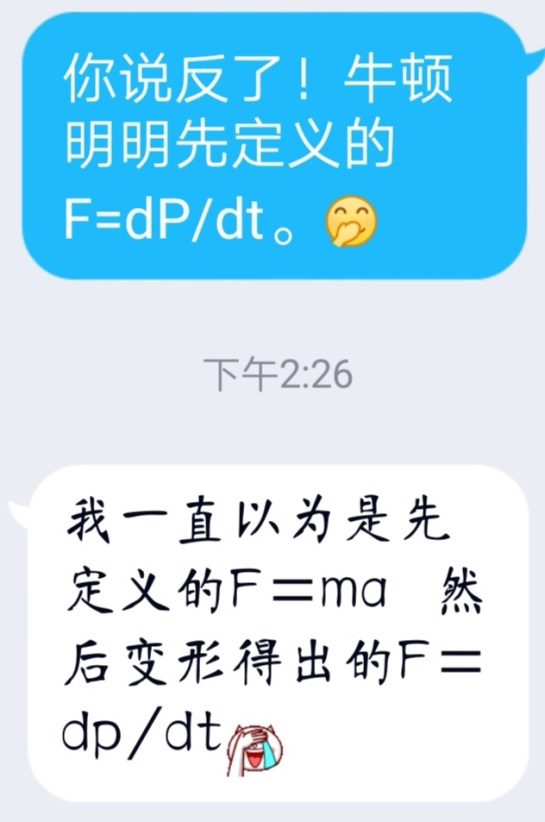 你说反了！牛顿
明明先定义的
F=dP/dt。🤭
下午2:26
我一直以为是先
定义的F=ma 然
后变形得出的F=
dp/dt